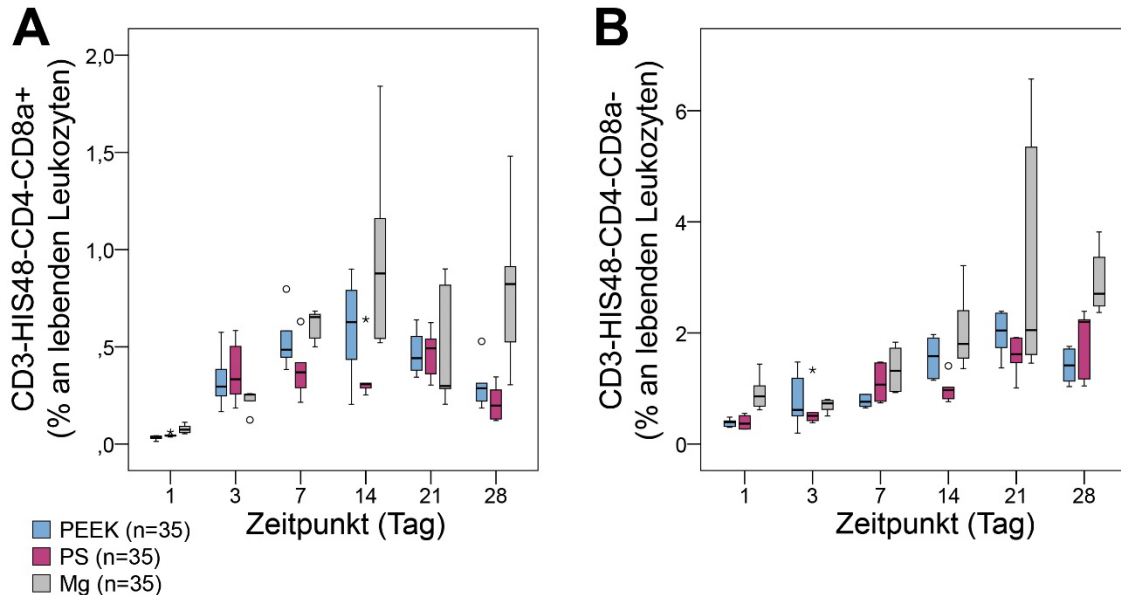 A
CD3-HIS48-CD4-CD8a+
(% an lebenden Leukozyten)
2,0
1,5
1,0
,5
,0
1 3 7 14 21 28
Zeitpunkt (Tag)
B
CD3-HIS48-CD4-CD8a-
(% an lebenden Leukozyten)
6
4
2
0
1 3 7 14 21 28
Zeitpunkt (Tag)
PEEK (n=35)
PS (n=35)
Mg (n=35)